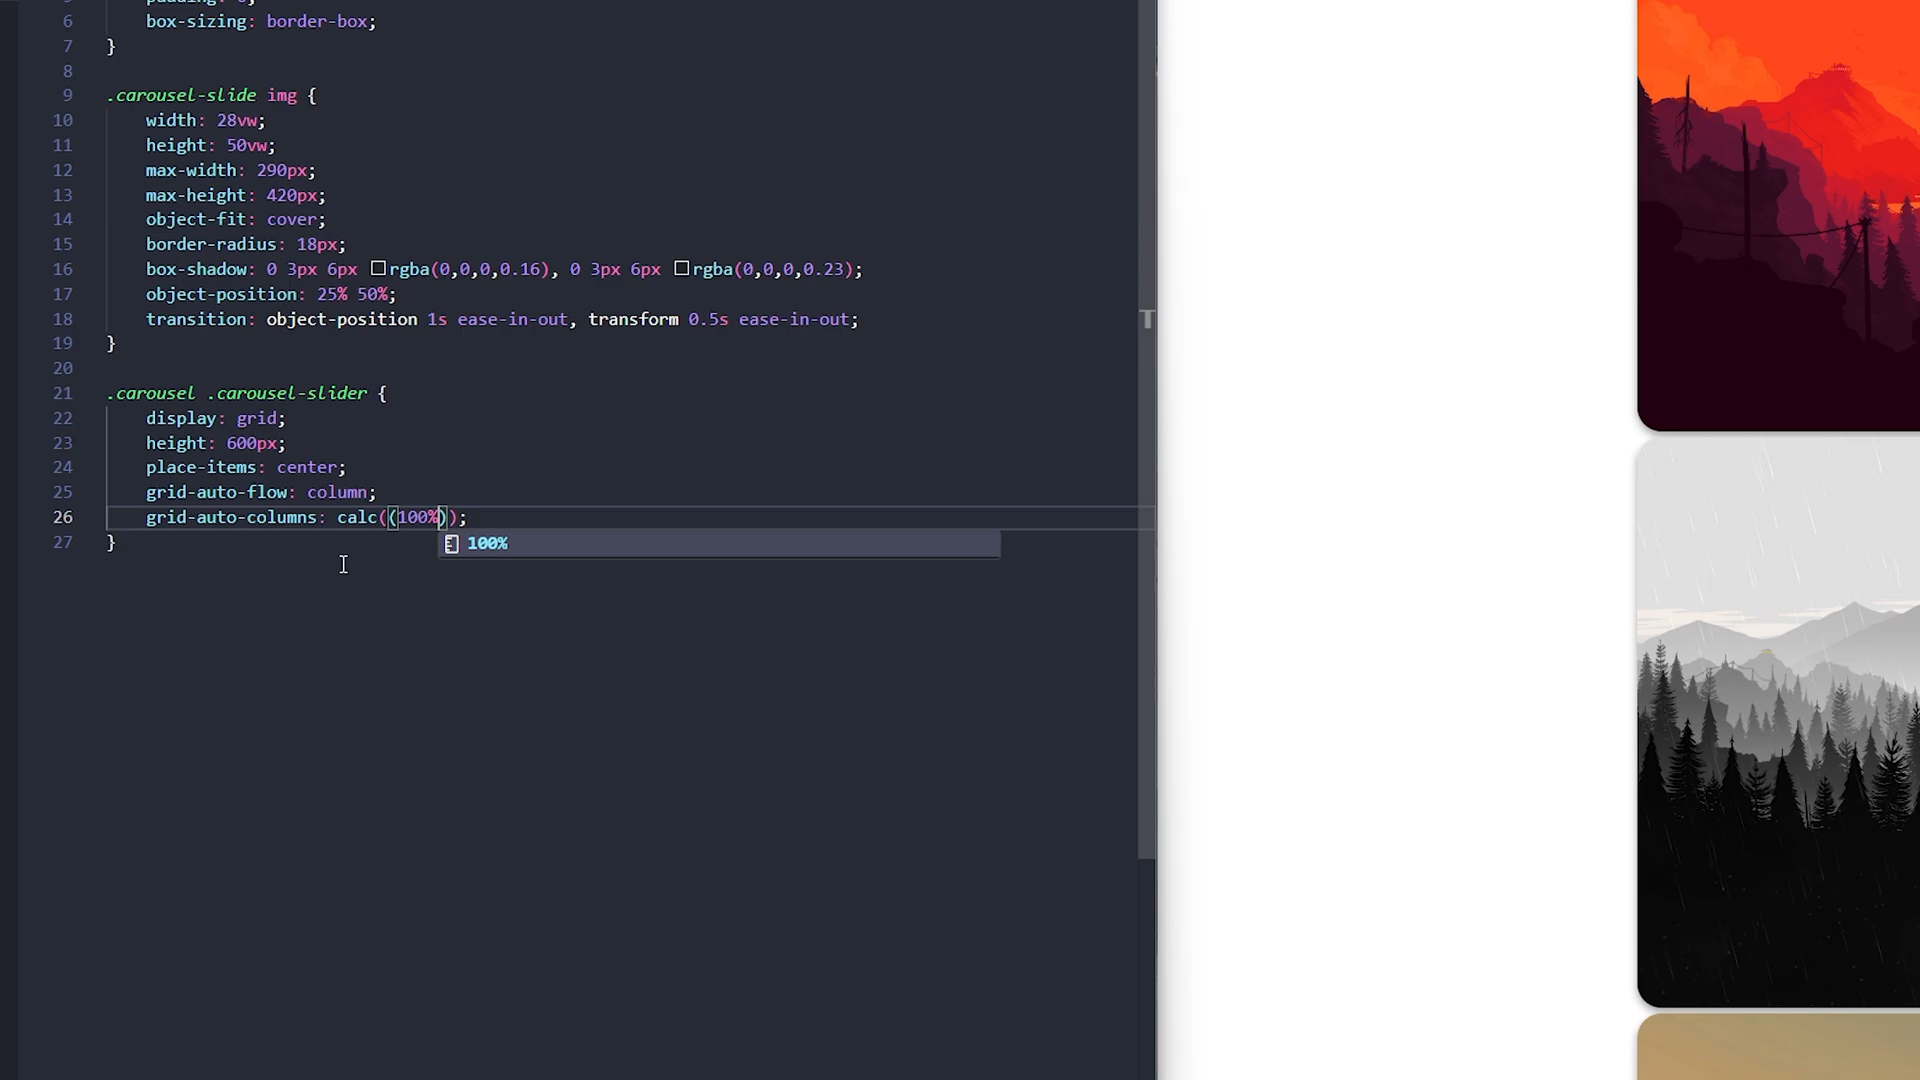 6 box-sizing: border-box;
7 }
8
9 .carousel-slide img {
10 width: 28vw;
11 height: 50vw;
12 max-width: 290px;
13 max-height: 420px;
14 object-fit: cover;
15 border-radius: 18px;
16 box-shadow: 0 3px 6px rgba(0,0,0,0.16), 0 3px 6px rgba(0,0,0,0.23);
17 object-position: 25% 50%;
18 transition: object-position 1s ease-in-out, transform 0.5s ease-in-out;
19 }
20
21 .carousel .carousel-slider {
22 display: grid;
23 height: 600px;
24 place-items: center;
25 grid-auto-flow: column;
26 grid-auto-columns: calc((100%));
100%
27 }